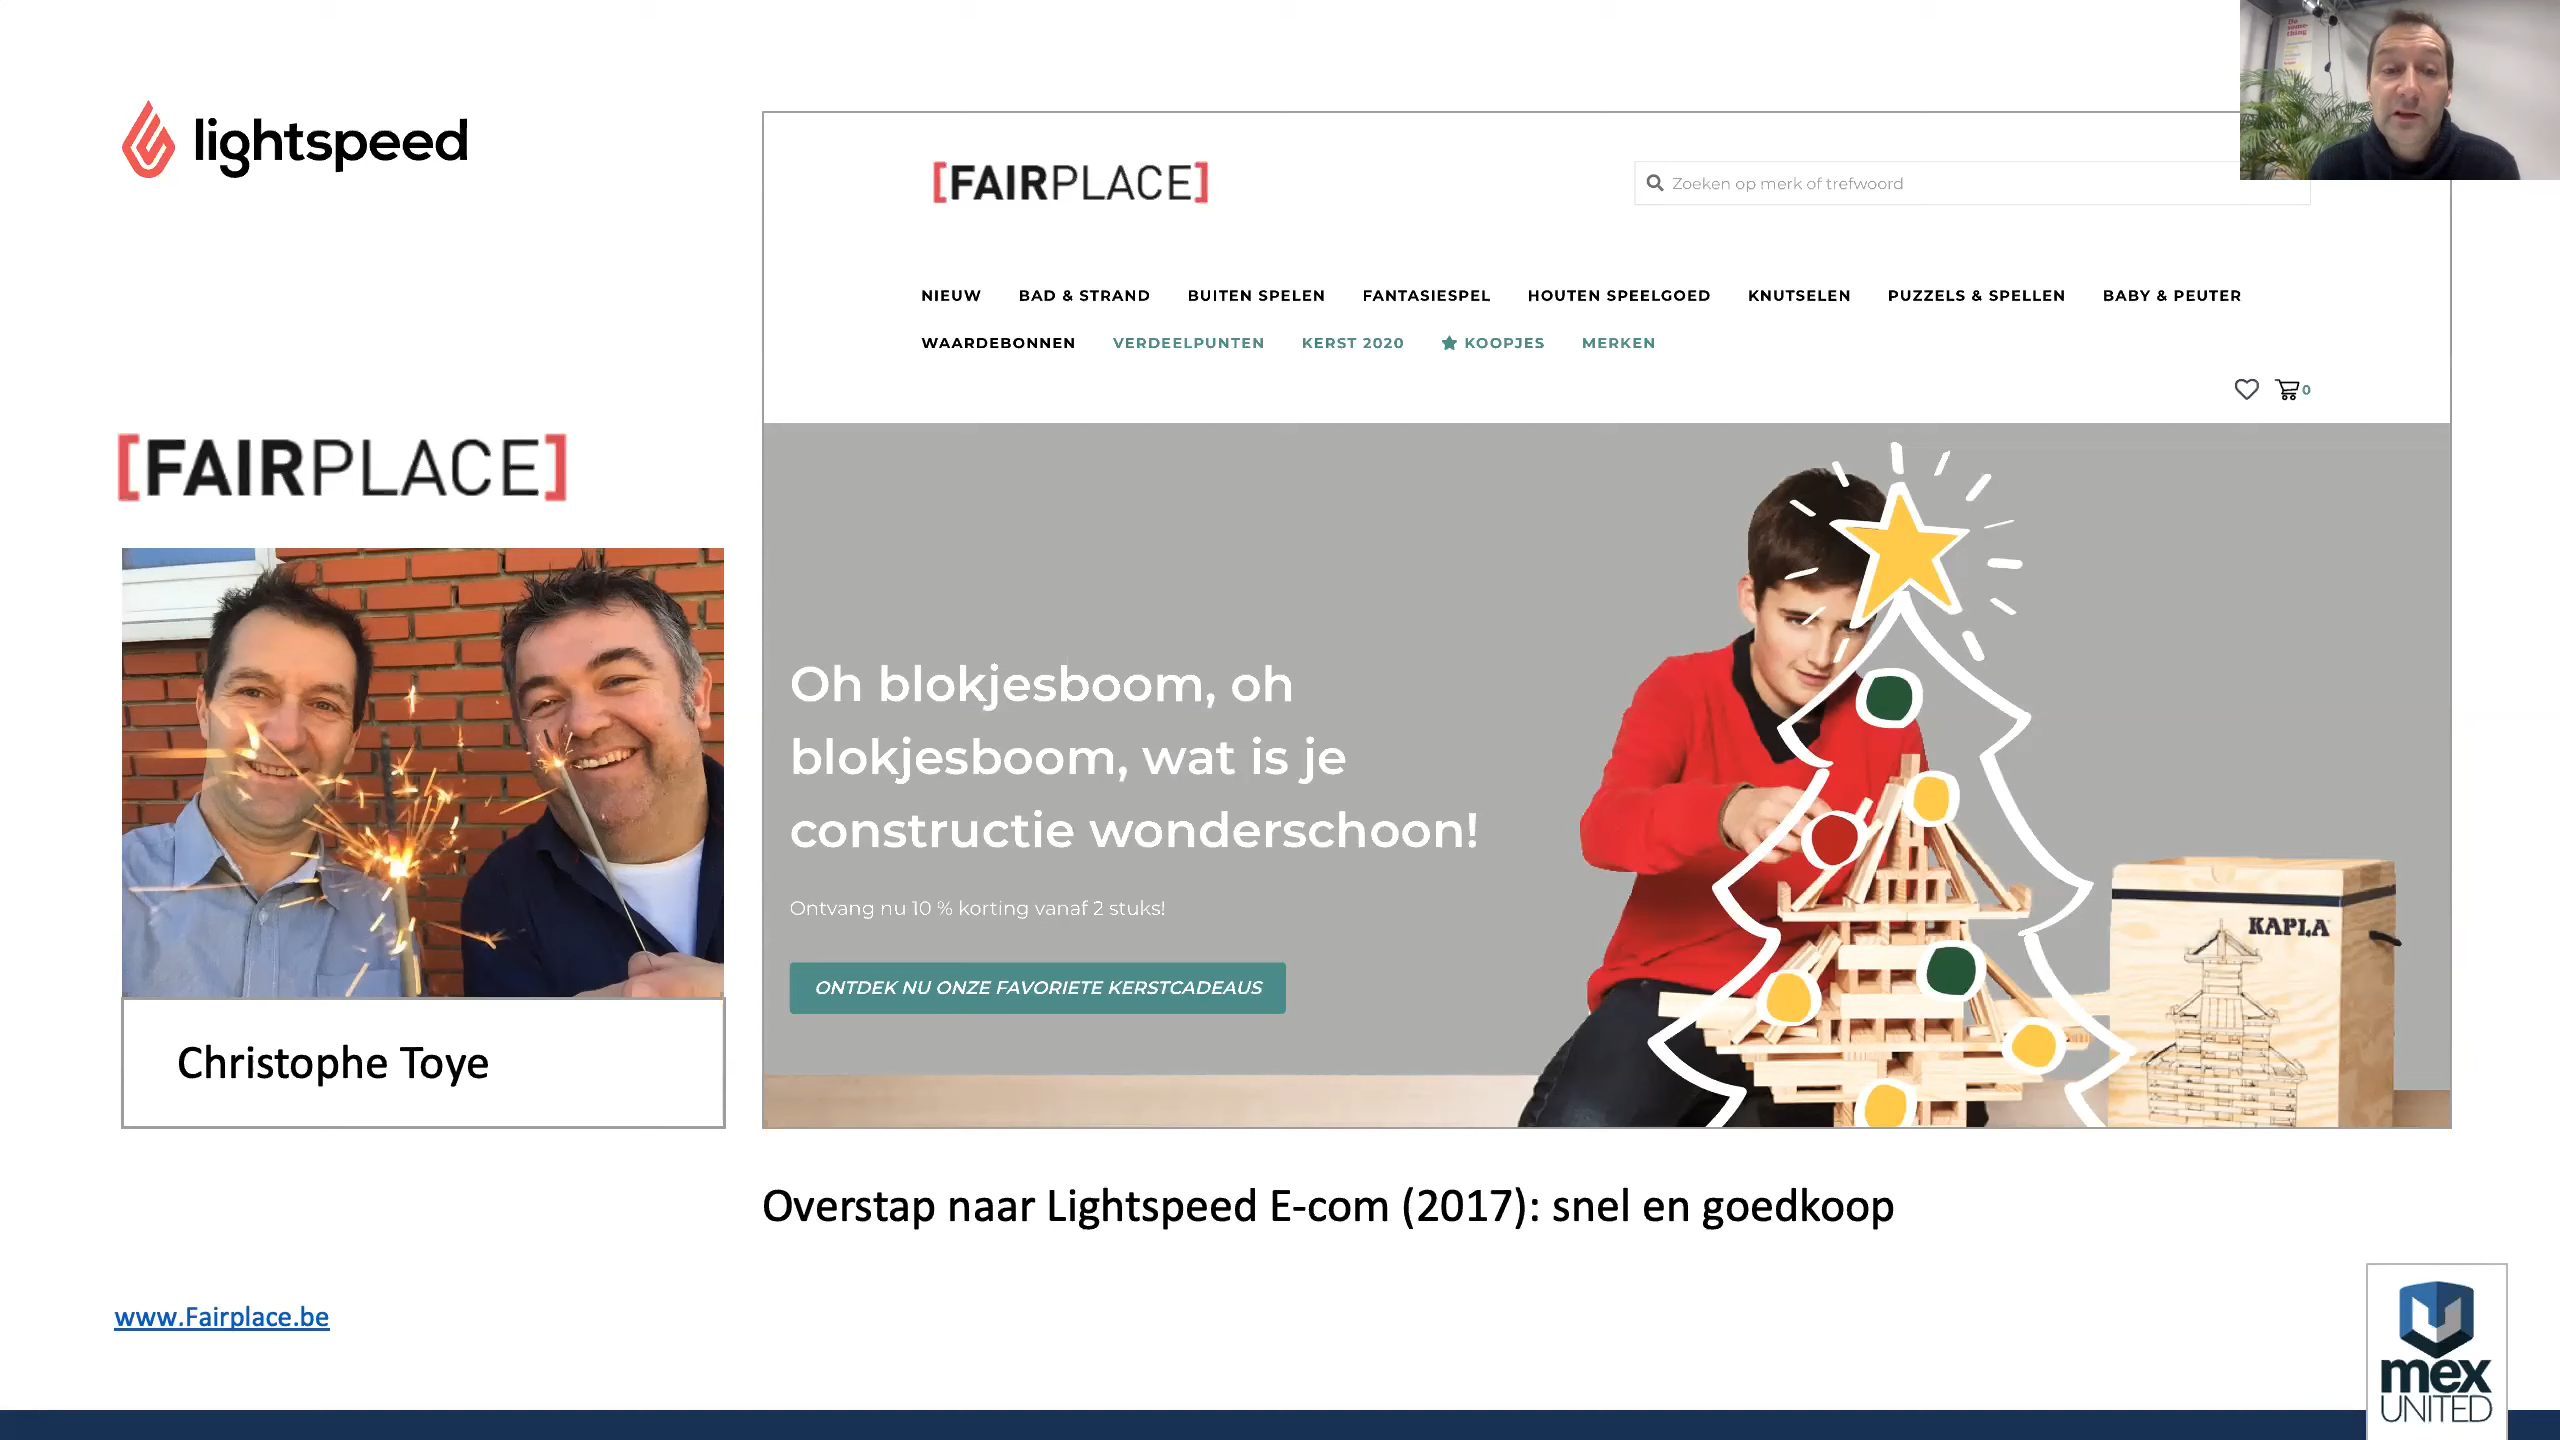 lightspeed
[FAIRPLACE]
Christophe Toye
www.Fairplace.be
[FAIRPLACE]
Zoeken op merk of trefwoord
NIEUW BAD & STRAND BUITEN SPELEN FANTASIESPEL HOUTEN SPEELGOED KNUTSELEN PUZZELS & SPELLEN BABY & PEUTER
WAARDEBONNEN VERDEELPUNTEN KERST 2020 KOOPJES MERKEN
0
Oh blokjesboom, oh
blokjesboom, wat is je
constructie wonderschoon!
Ontvang nu 10 % korting vanaf 2 stuks!
ONTDEK NU ONZE FAVORIETE KERSTCADEAUS
KAPLA
Overstap naar Lightspeed E-com (2017): snel en goedkoop
Do
some-
thing
mex
UNITED